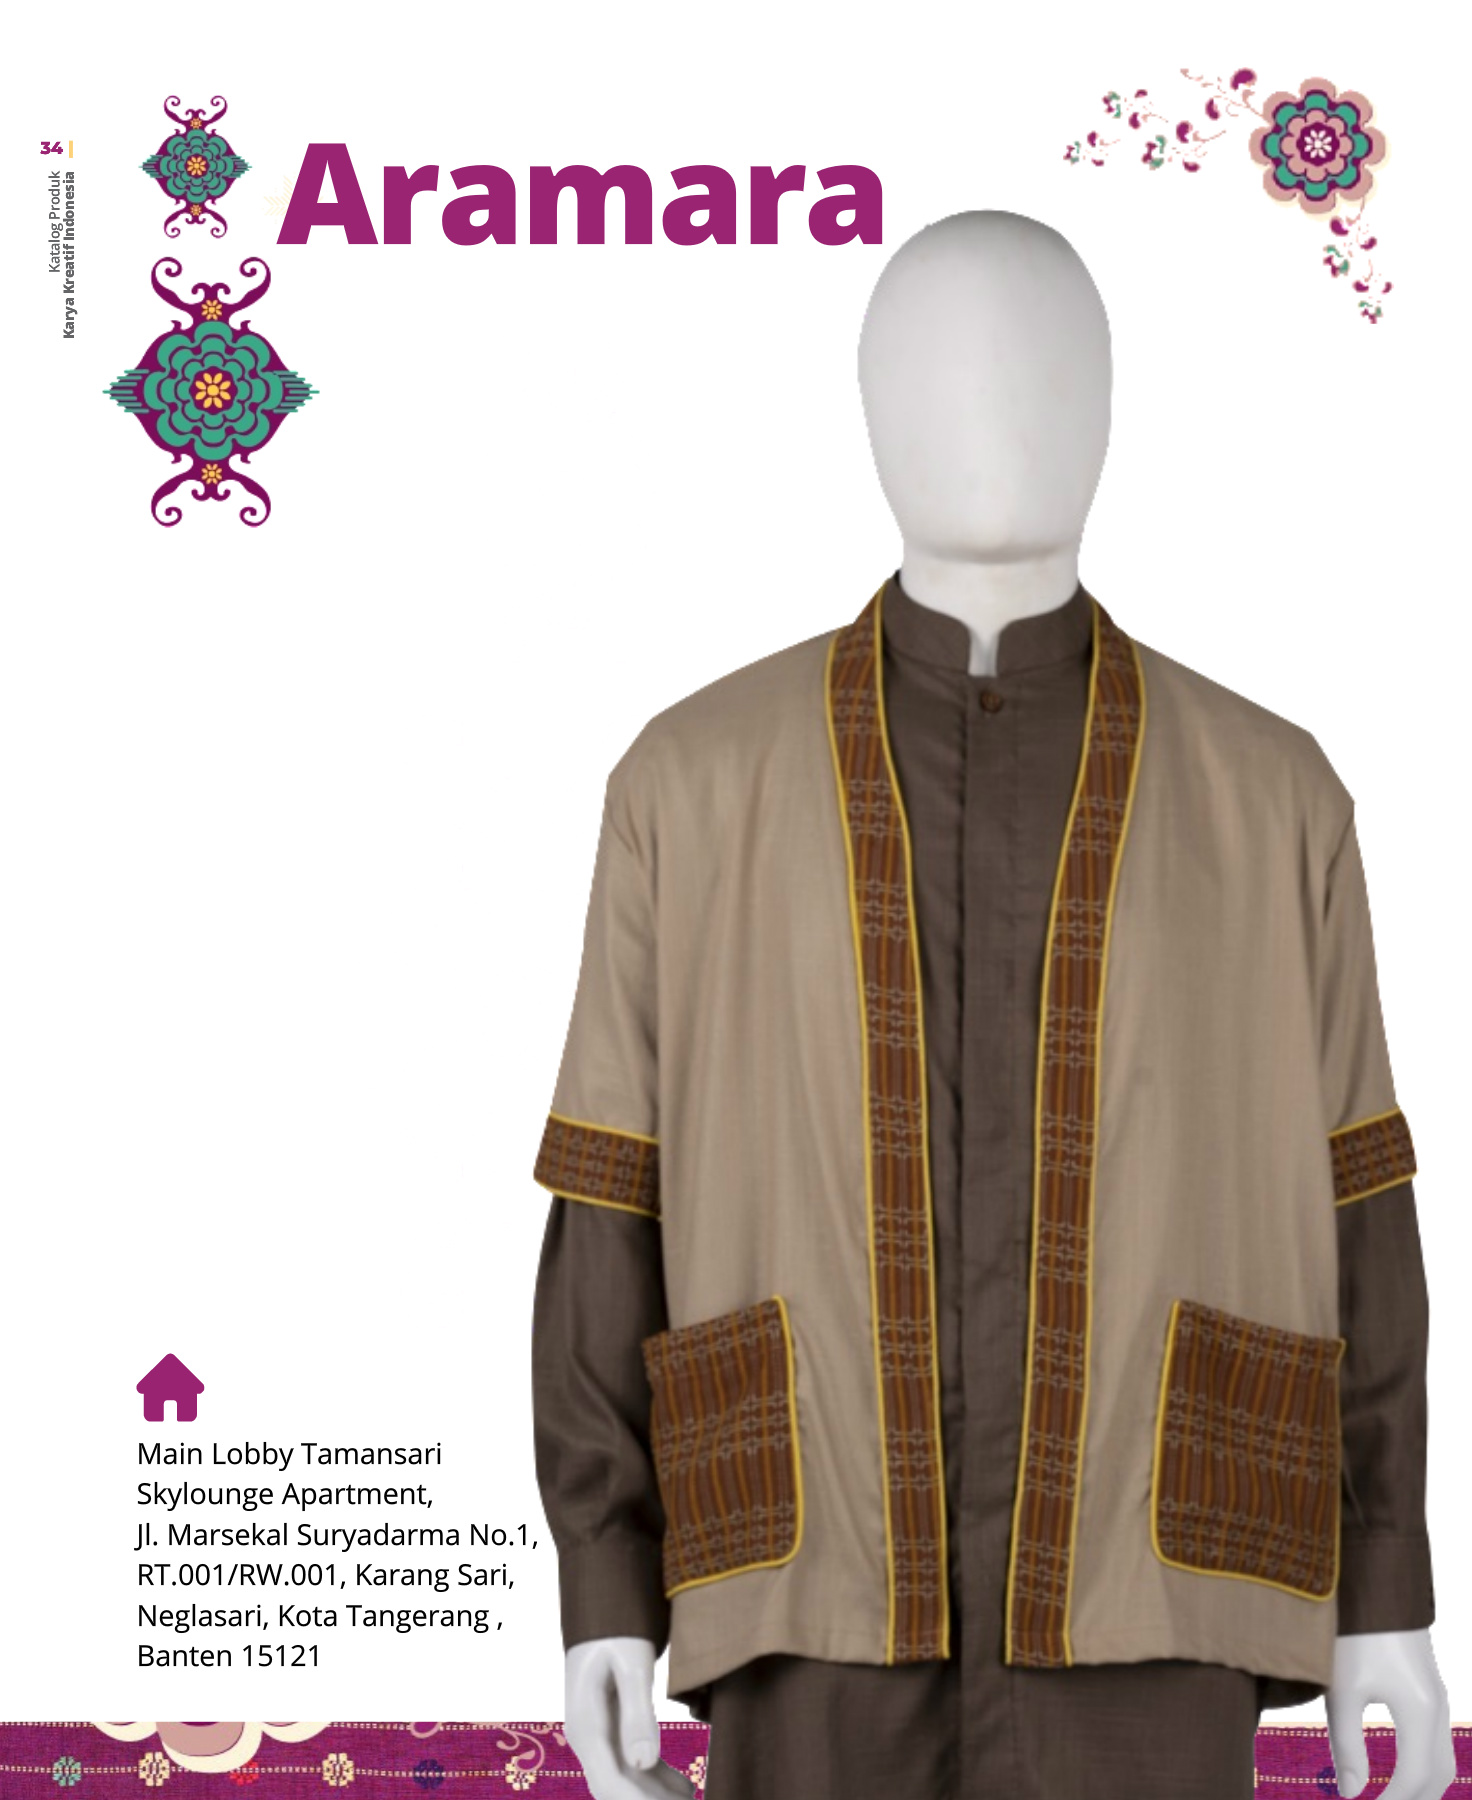 34
Katalog Produk
Karya Kreatif Indonesia
Aramara
Main Lobby Tamansari
Skylounge Apartment,
Jl. Marsekal Suryadarma No.1,
RT.001/RW.001, Karang Sari,
Neglasari, Kota Tangerang ,
Banten 15121